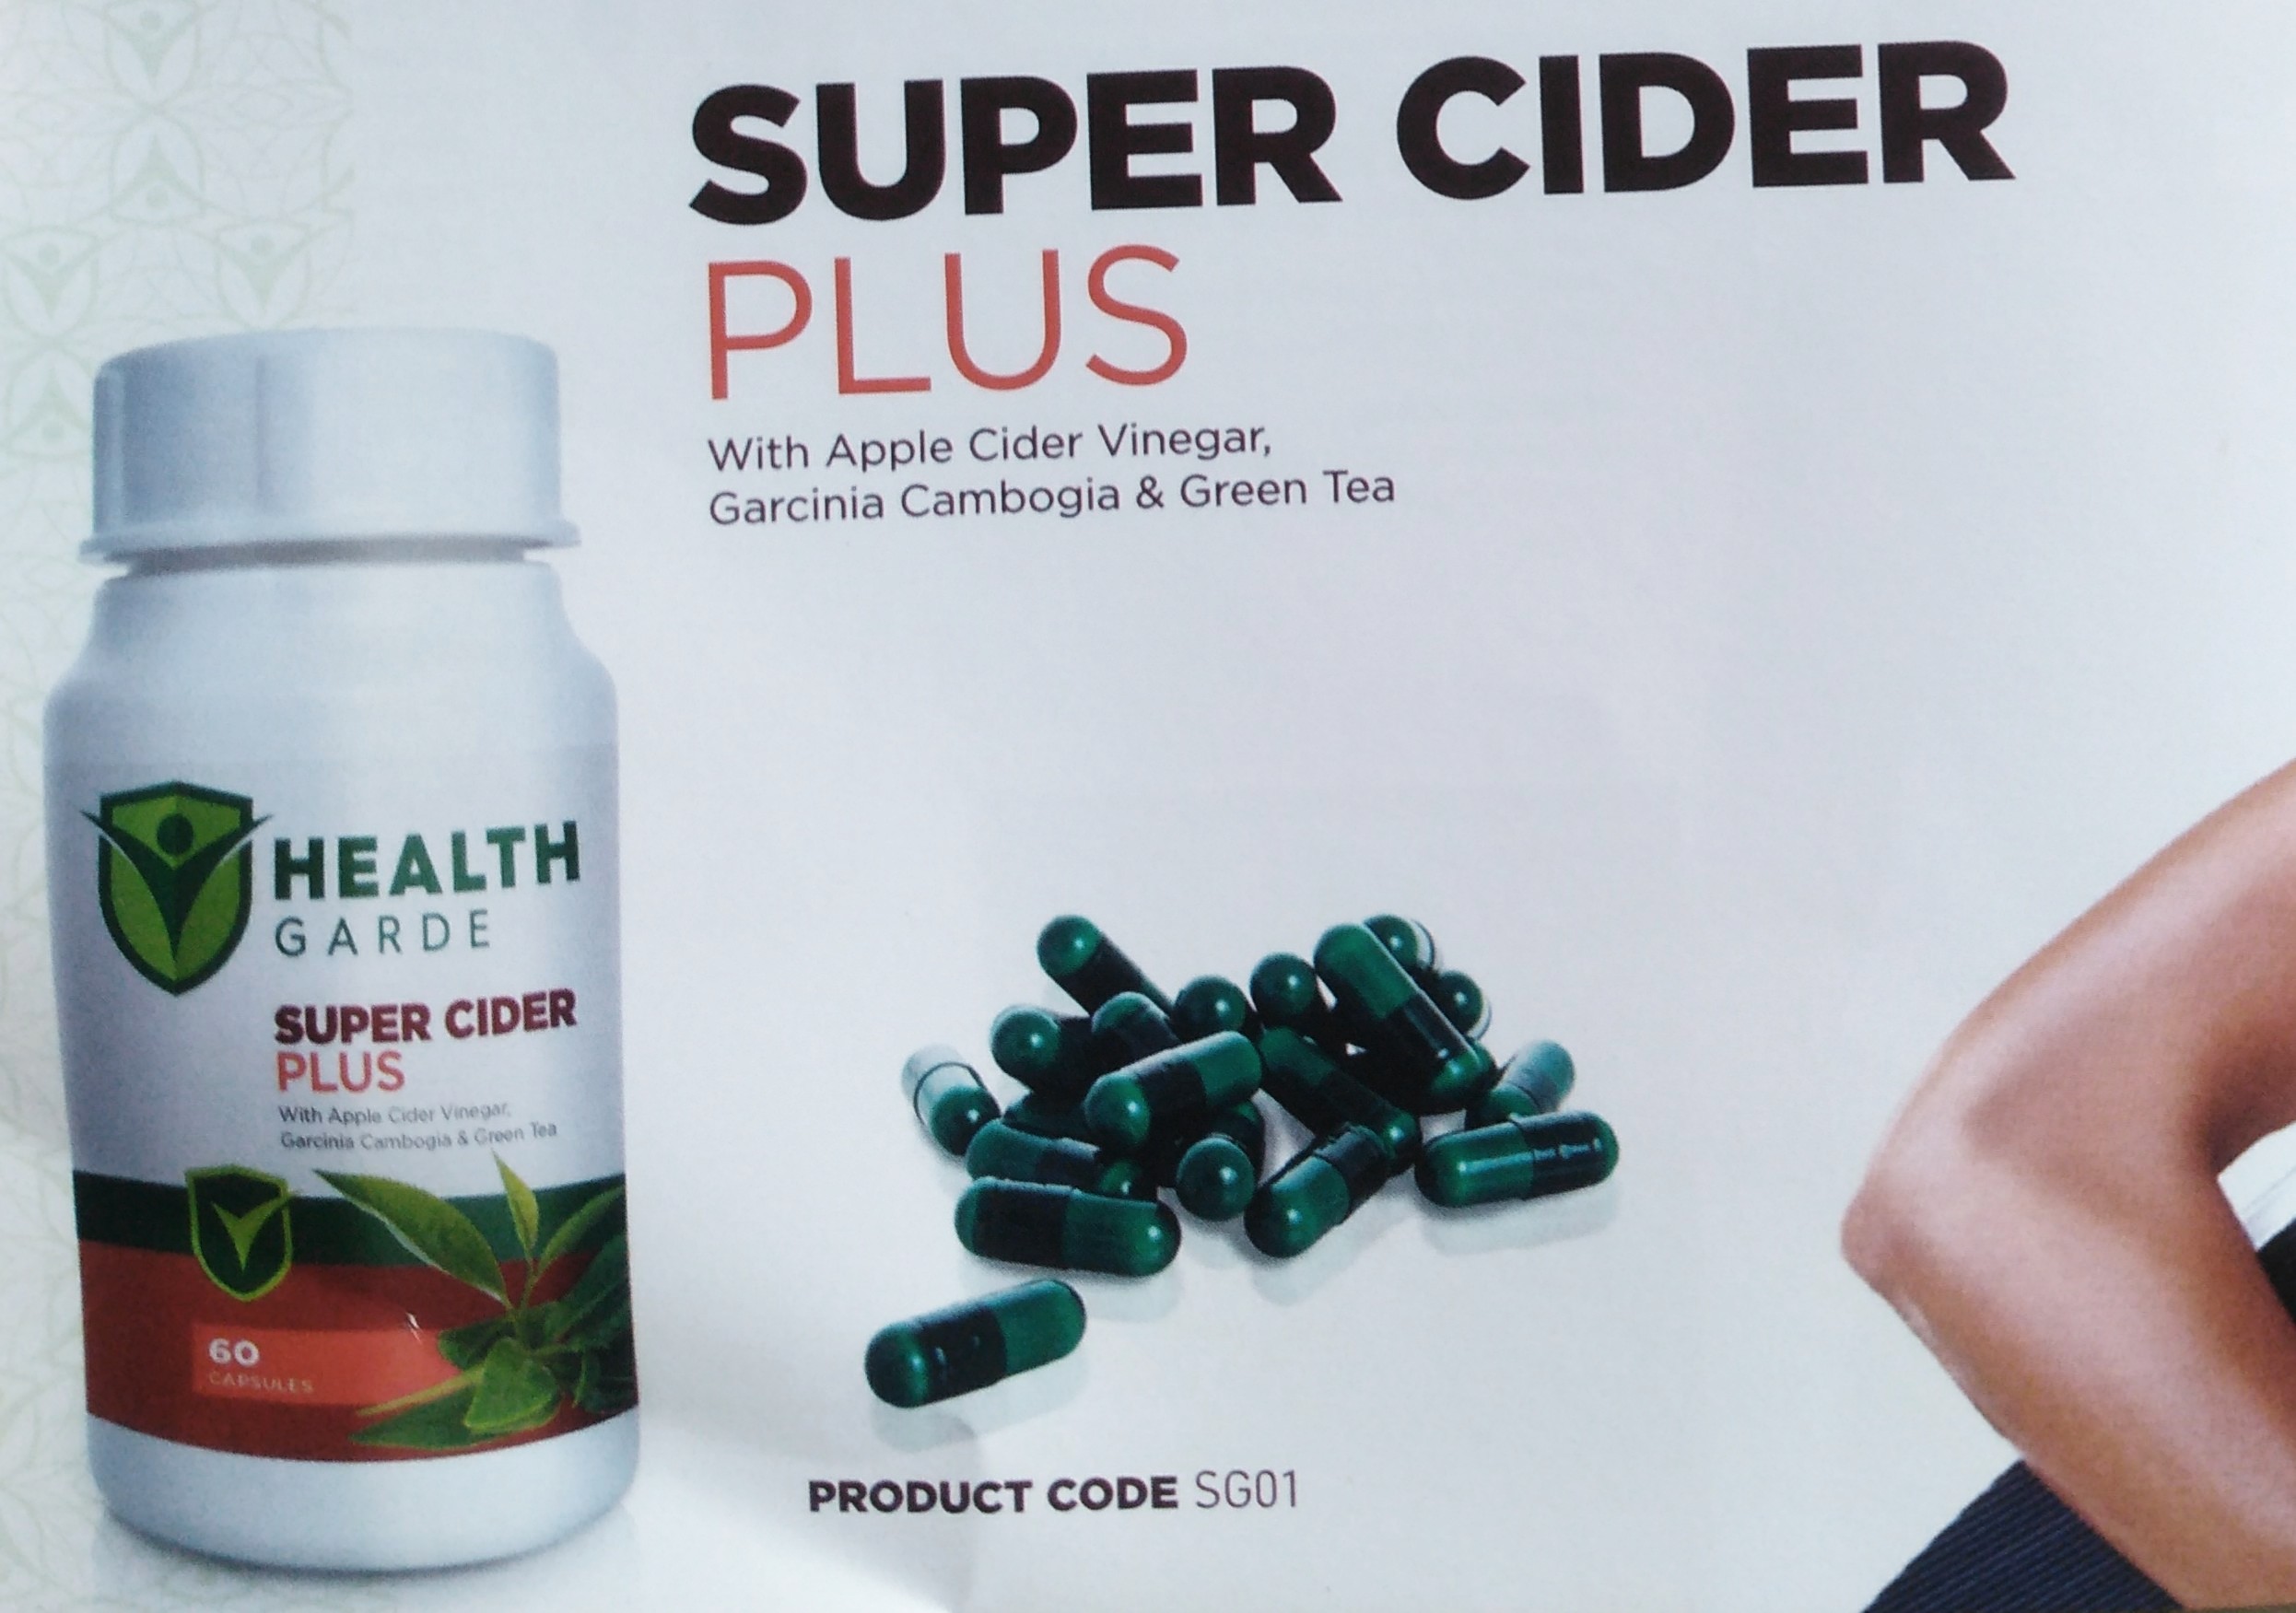 SUPER CIDER
PLUS
With Apple Cider Vinegar,
Garcinia Cambogia & Green Tea
HEALTH
GARDE
SUPER CIDER
PLUS
With Apple Cider Vinegar,
Garcinia Cambogia & Green Tea
60
CAPSULES
PRODUCT CODE SG01